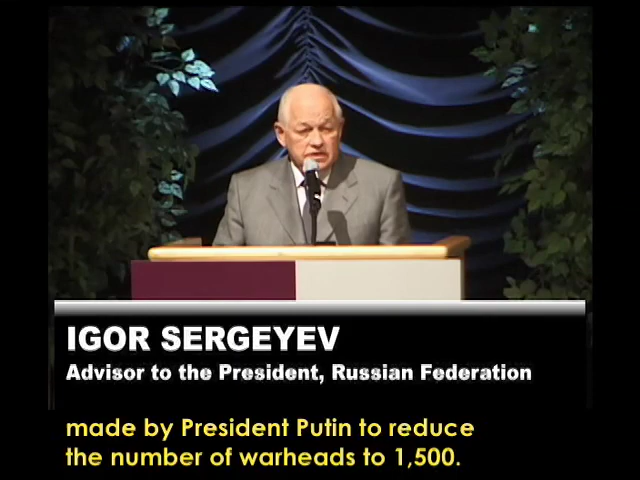 IGOR SERGEYEV
Advisor to the President, Russian Federation
made by President Putin to reduce
the number of warheads to 1,500.